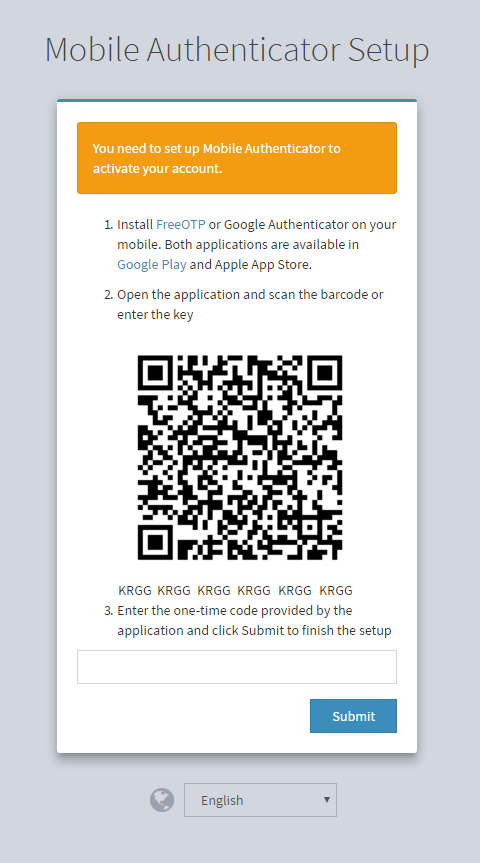 Mobile Authenticator Setup
You need to set up Mobile Authenticator to
activate your account.
1. Install FreeOTP or Google Authenticator on your
mobile. Both applications are available in
Google Play and Apple App Store.
2. Open the application and scan the barcode or
enter the key
KRGG KRGG KRGG KRGG KRGG KRGG
3. Enter the one-time code provided by the
application and click Submit to finish the setup
Submit
English